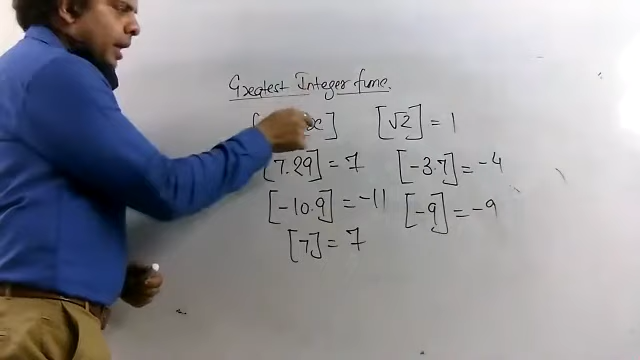 Greatest Integer func.
x] [√2] = 1
[7.29] = 7 [-3.7] = -4
[-10.9] = -11 [-9] = -9
[7] = 7